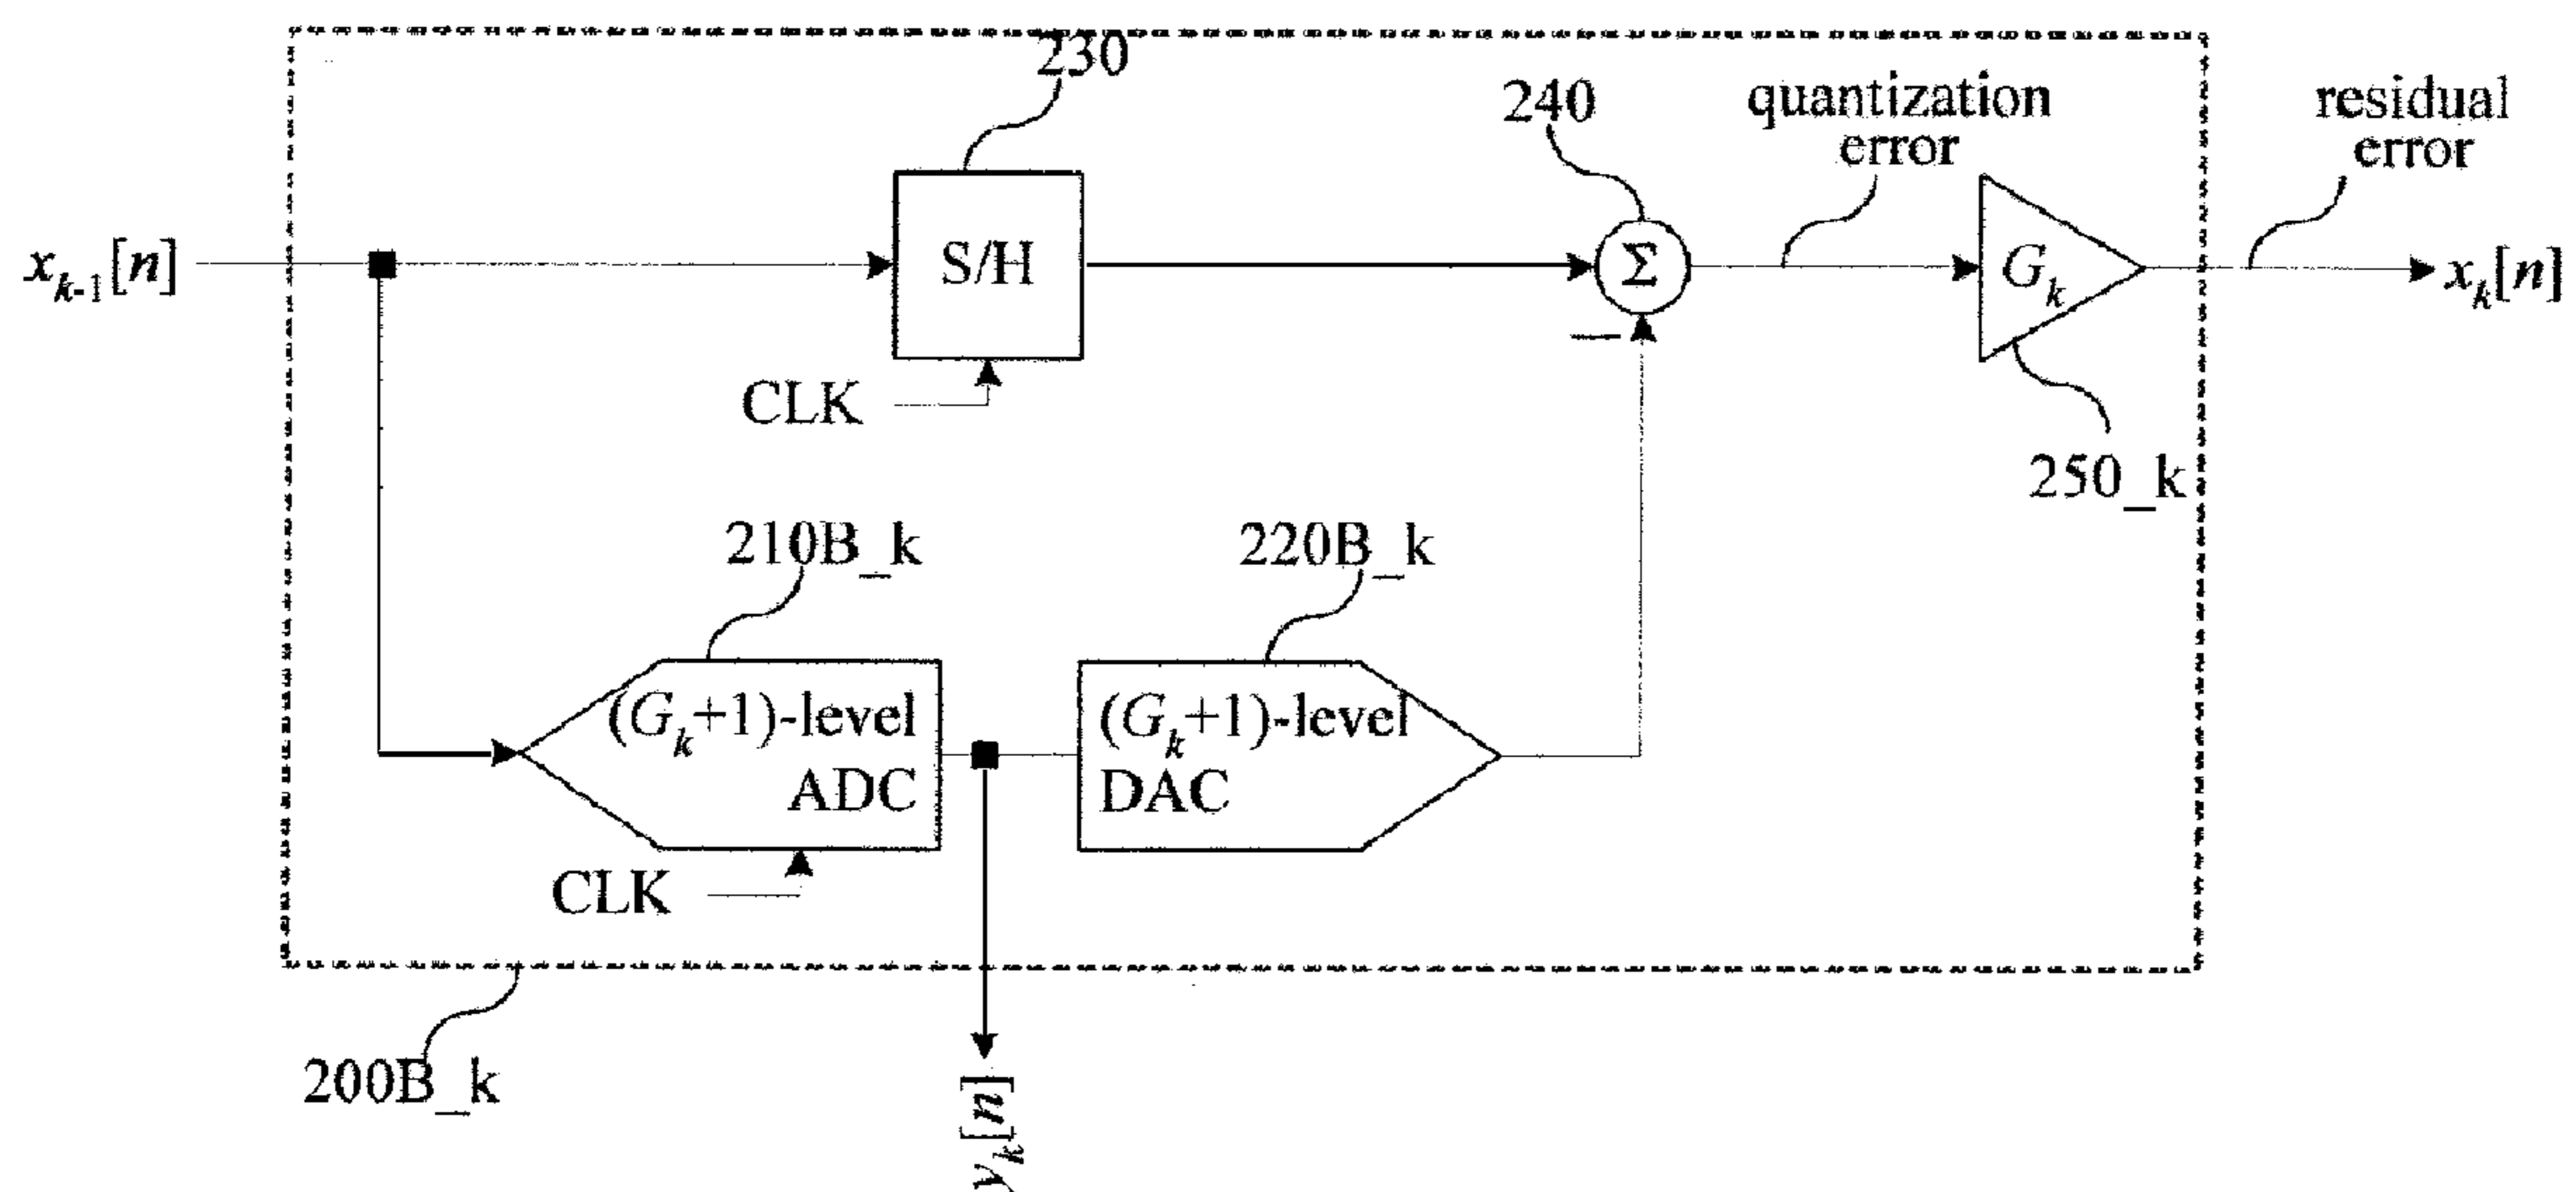 230
240
quantization
error
residual
error
x_{k-1}[n]
S/H
Σ
G_k
x_k[n]
CLK
250_k
210B_k
220B_k
(G_k+1)-level
ADC
(G_k+1)-level
DAC
CLK
200B_k
y_k[n]